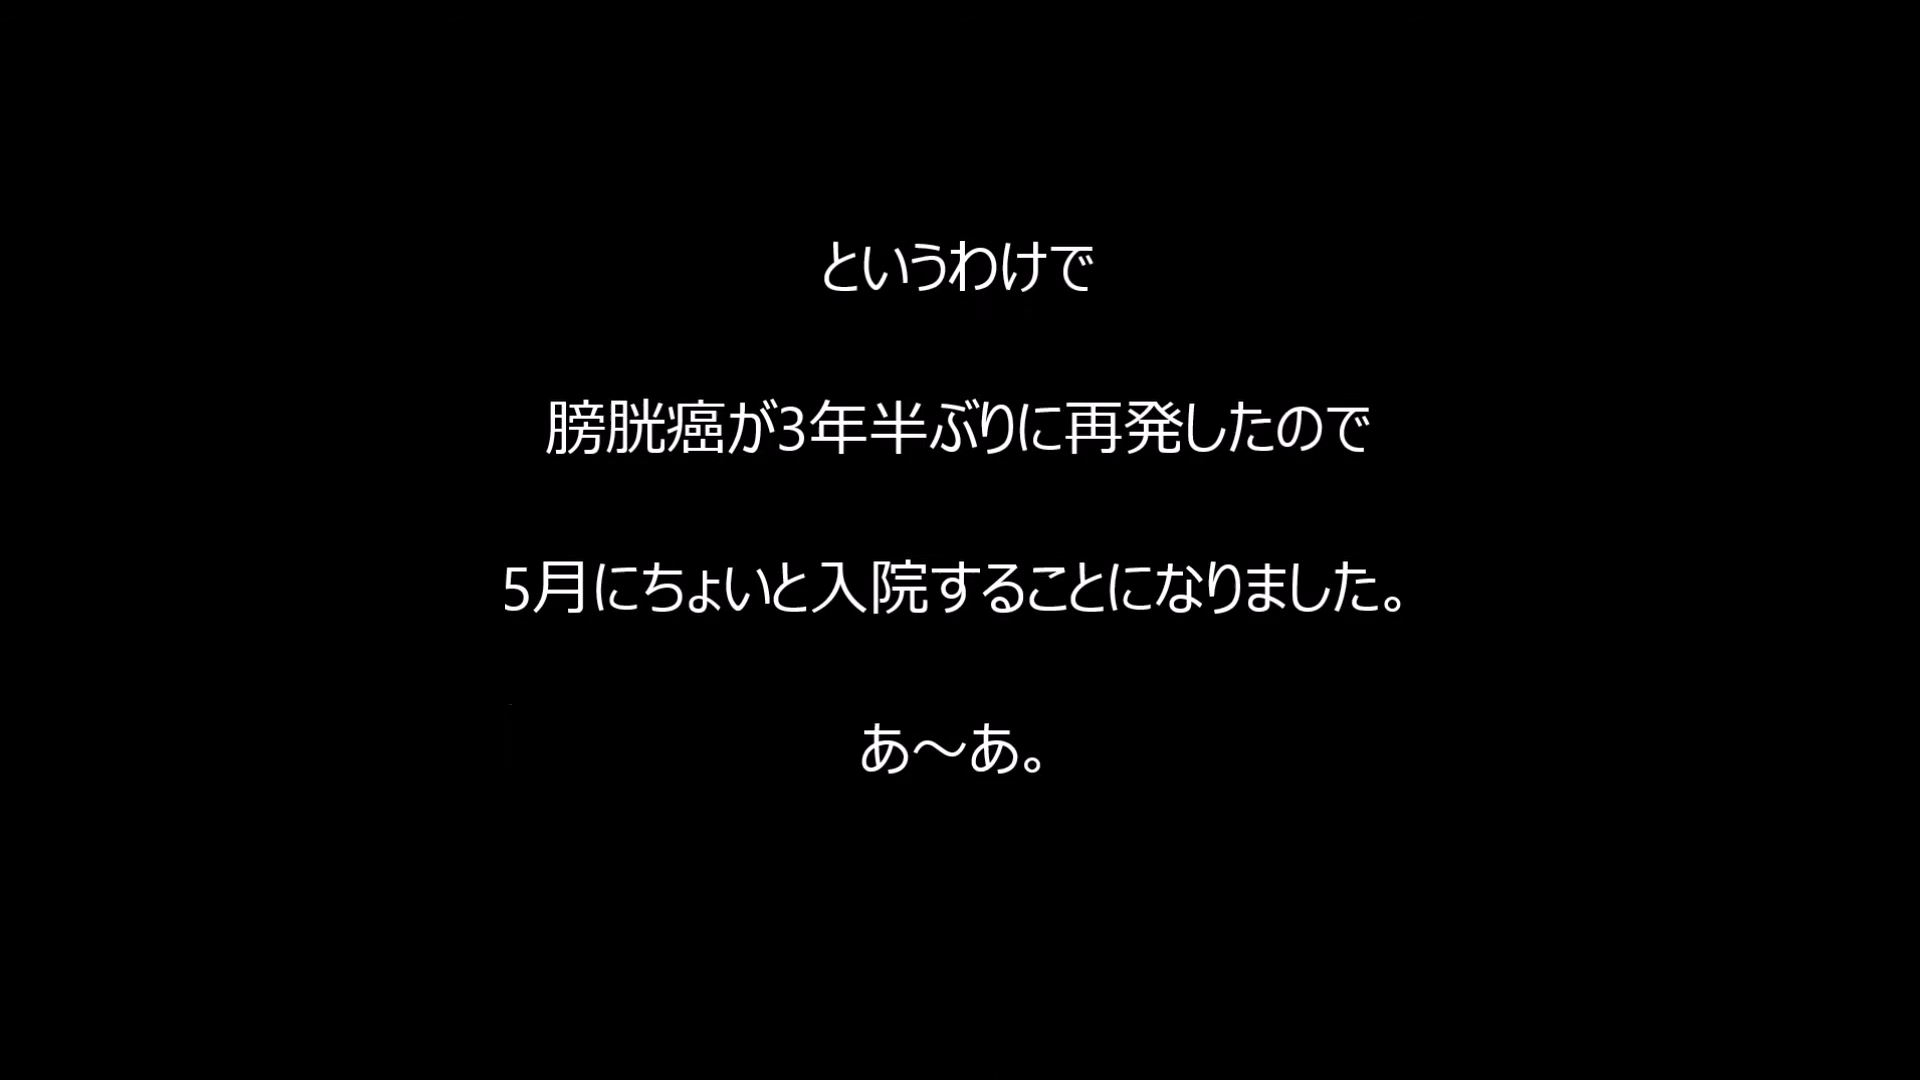 というわけで
膀胱癌が3年半ぶりに再発したので
5月にちょいと入院することになりました。
あ～あ。